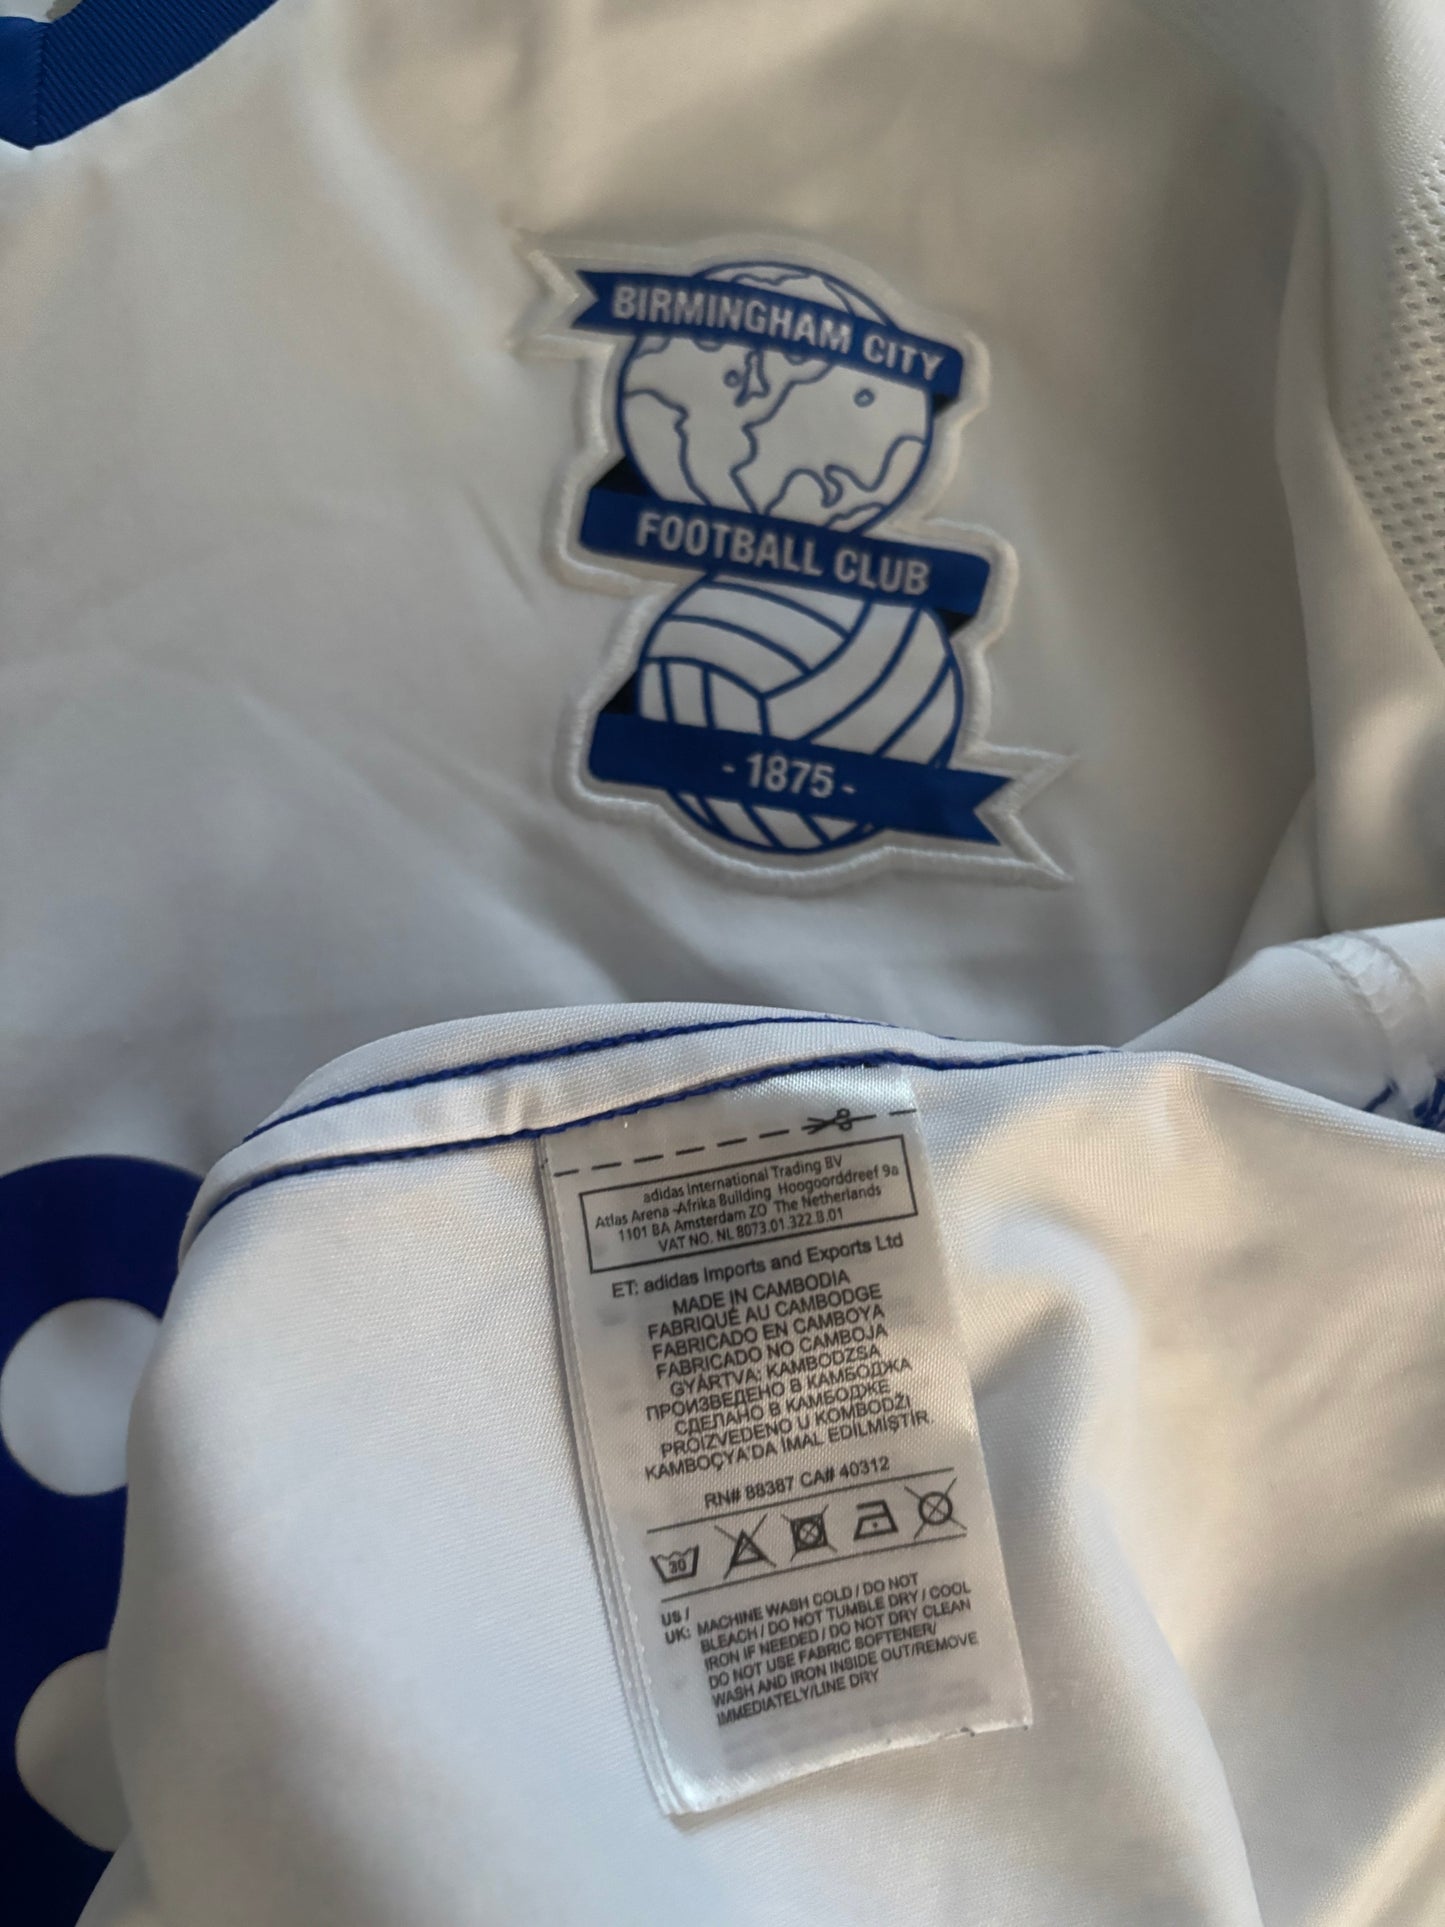 BIRMINGHAM CITY
FOOTBALL CLUB
- 1875 -
adidas International Trading BV
Atlas Arena -Afrika Building Hoogoorddreef 9a
1101 BA Amsterdam ZO The Netherlands
VAT NO. NL 8073.01.322.B.01
ET: adidas Imports and Exports Ltd
MADE IN CAMBODIA
FABRIQUÉ AU CAMBODGE
FABRICADO EN CAMBOYA
FABRICADO NO CAMBOJA
GYÁRTVA: KAMBODZSA
ПРОИЗВЕДЕНО В КАМБОДЖА
СДЕЛАНО В КАМБОДЖЕ
PROIZVEDENO U KOMBODŽI
KAMBOÇYA'DA İMAL EDİLMİŞTİR.
RN# 88387 CA# 40312
30
US / UK: MACHINE WASH COLD / DO NOT
BLEACH / DO NOT TUMBLE DRY / COOL
IRON IF NEEDED / DO NOT DRY CLEAN
DO NOT USE FABRIC SOFTENER/
WASH AND IRON INSIDE OUT/REMOVE
IMMEDIATELY/LINE DRY